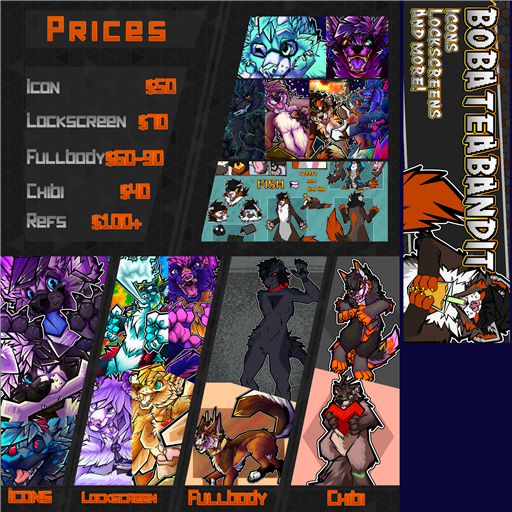 Prices
Icon $50
Lockscreen $70
Fullbody $60-90
Chibi $40
Refs $100+
FISH
BOBATEABANDIT
Icons
Lockscreens
And more!
Icons
Lockscreen
Fullbody
Chibi